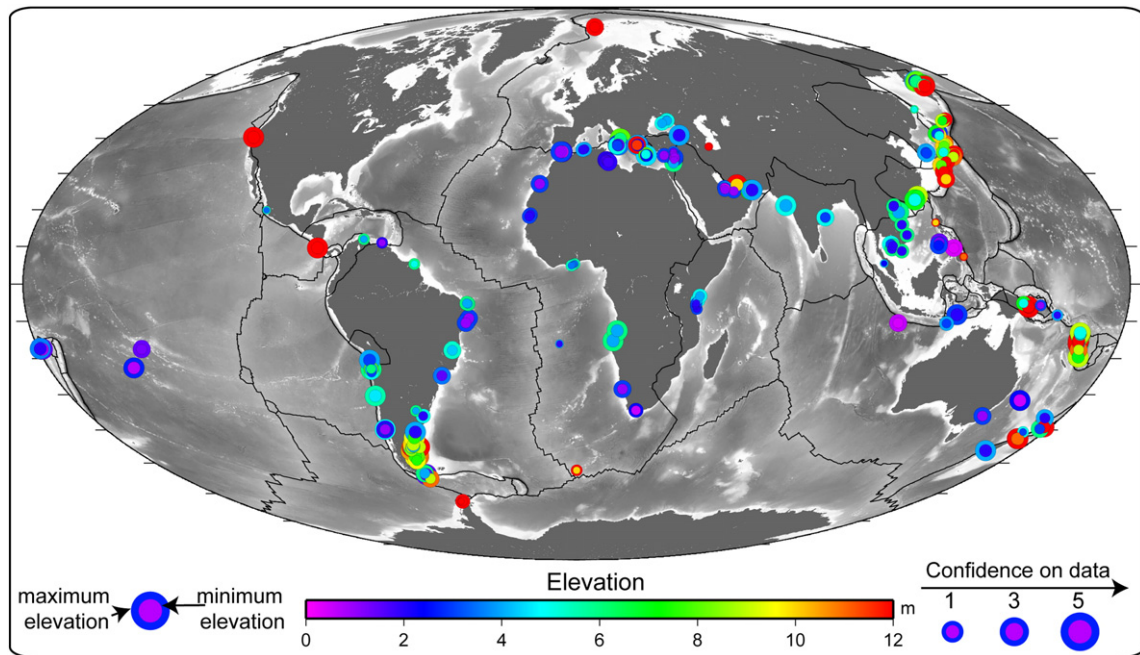 maximum
elevation
minimum
elevation
Elevation
m
0 2 4 6 8 10 12
Confidence on data
1 3 5